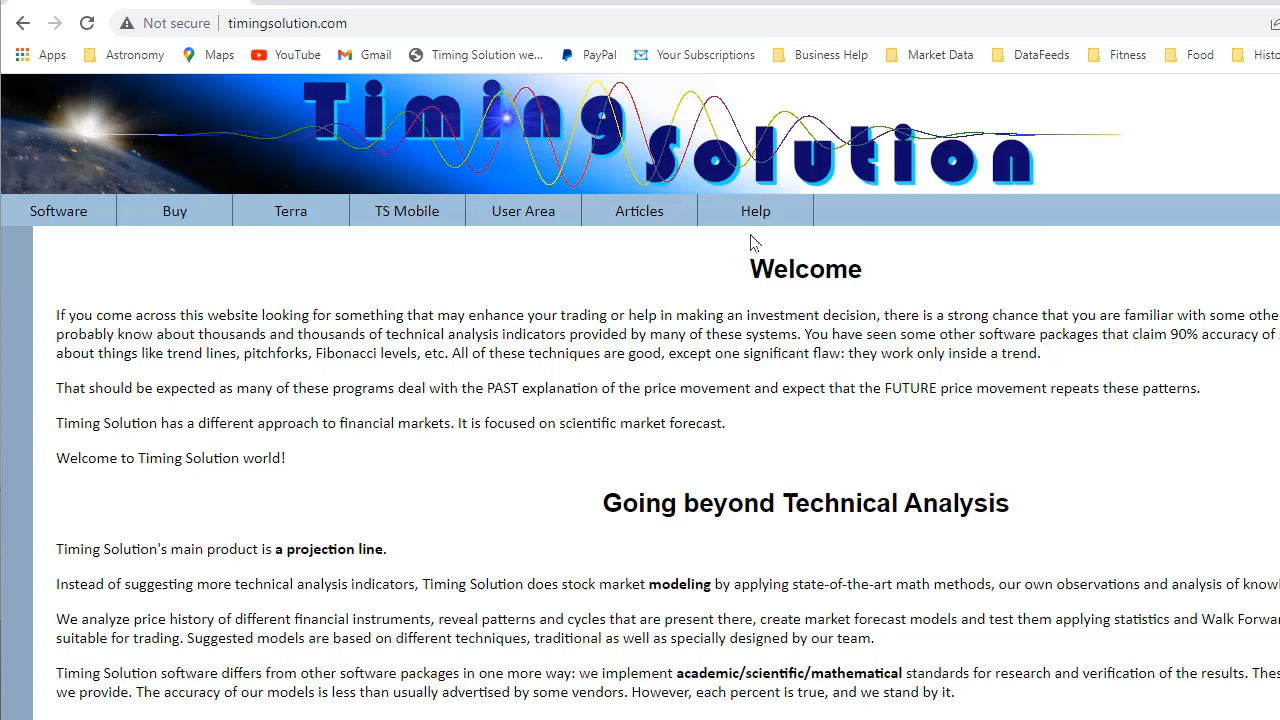 Not secure timingsolution.com
Apps Astronomy Maps YouTube Gmail Timing Solution we... PayPal Your Subscriptions Business Help Market Data DataFeeds Fitness Food
Timing
Solution
Software Buy Terra TS Mobile User Area Articles Help
Welcome
If you come across this website looking for something that may enhance your trading or help in making an investment decision, there is a strong chance that you are familiar with some
probably know about thousands and thousands of technical analysis indicators provided by many of these systems. You have seen some other software packages that claim 90% accuracy of
about things like trend lines, pitchforks, Fibonacci levels, etc. All of these techniques are good, except one significant flaw: they work only inside a trend.
That should be expected as many of these programs deal with the PAST explanation of the price movement and expect that the FUTURE price movement repeats these patterns.
Timing Solution has a different approach to financial markets. It is focused on scientific market forecast.
Welcome to Timing Solution world!
Going beyond Technical Analysis
Timing Solution's main product is a projection line.
Instead of suggesting more technical analysis indicators, Timing Solution does stock market modeling by applying state-of-the-art math methods, our own observations and analysis of
We analyze price history of different financial instruments, reveal patterns and cycles that are present there, create market forecast models and test them applying statistics and Walk
suitable for trading. Suggested models are based on different techniques, traditional as well as specially designed by our team.
Timing Solution software differs from other software packages in one more way: we implement academic/scientific/mathematical standards for research and verification of the results.
we provide. The accuracy of our models is less than usually advertised by some vendors. However, each percent is true, and we stand by it.